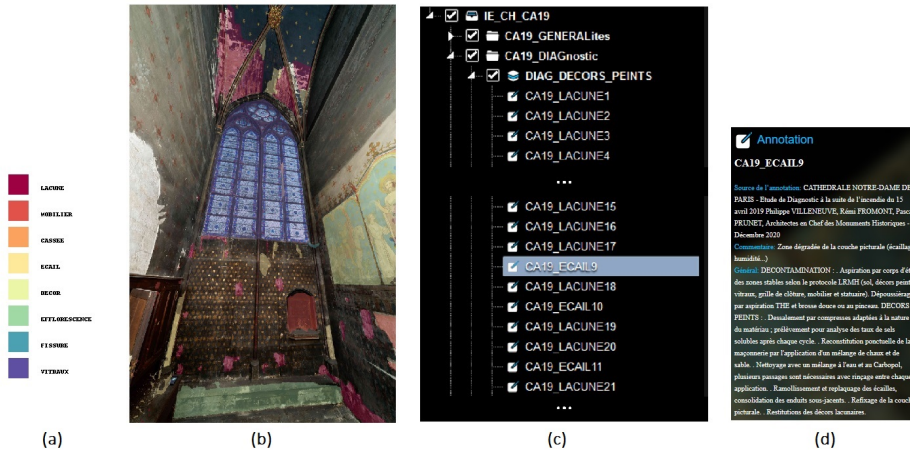 LACUNE
MOBILIER
CASSEE
ECAIL
DECOR
EFFLORESCENCE
FISSURE
VITRAUX
(a)
(b)
IE_CH_CA19
CA19_GENERALites
CA19_DIAGnostic
DIAG_DECORS_PEINTS
CA19_LACUNE1
CA19_LACUNE2
CA19_LACUNE3
CA19_LACUNE4
...
CA19_LACUNE15
CA19_LACUNE16
CA19_LACUNE17
CA19_ECAIL9
CA19_LACUNE18
CA19_ECAIL10
CA19_LACUNE19
CA19_LACUNE20
CA19_ECAIL11
CA19_LACUNE21
...
(c)
Annotation
CA19_ECAIL9
Source de l'annotation: CATHEDRALE NOTRE-DAME DE
PARIS - Etude de Diagnostic à la suite de l'incendie du 15
avril 2019 Philippe VILLENEUVE, Rémi FROMONT, Pasca
PRUNET, Architectes en Chef des Monuments Historiques -
Décembre 2020
Commentaire: Zone dégradée de la couche picturale (écaillag
humidité...)
Général: DECONTAMINATION : . Aspiration par corps d'ét
des zones stables selon le protocole LRMH (sol, décors peint
vitraux, grille de clôture, mobilier et statuaire). Dépoussiérag
par aspiration THE et brosse douce ou au pinceau. DECORS
PEINTS : . Dessalement par compresses adaptées à la nature
du matériau ; prélèvement pour analyse des taux de sels
solubles après chaque cycle. . Reconstitution ponctuelle de la
maçonnerie par l'application d'un mélange de chaux et de
sable. . Nettoyage avec un mélange à l'eau et au Carbopol,
plusieurs passages sont nécessaires avec rinçage entre chaque
application. . Ramollissement et replaquage des écailles,
consolidation des enduits sous-jacents. . Refixage de la couch
picturale. . Restitutions des décors lacunaires.
(d)